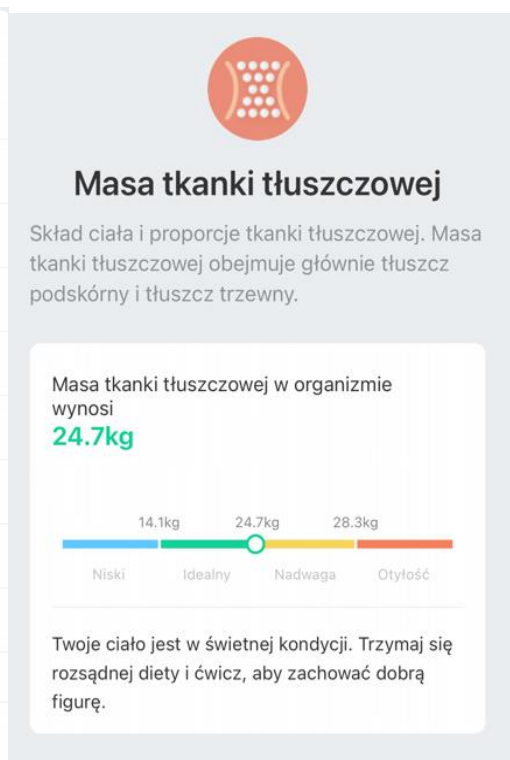 Masa tkanki tłuszczowej
Skład ciała i proporcje tkanki tłuszczowej. Masa
tkanki tłuszczowej obejmuje głównie tłuszcz
podskórny i tłuszcz trzewny.
Masa tkanki tłuszczowej w organizmie
wynosi
24.7kg
14.1kg 24.7kg 28.3kg
Niski Idealny Nadwaga Otyłość
Twoje ciało jest w świetnej kondycji. Trzymaj się
rozsądnej diety i ćwicz, aby zachować dobrą
figurę.